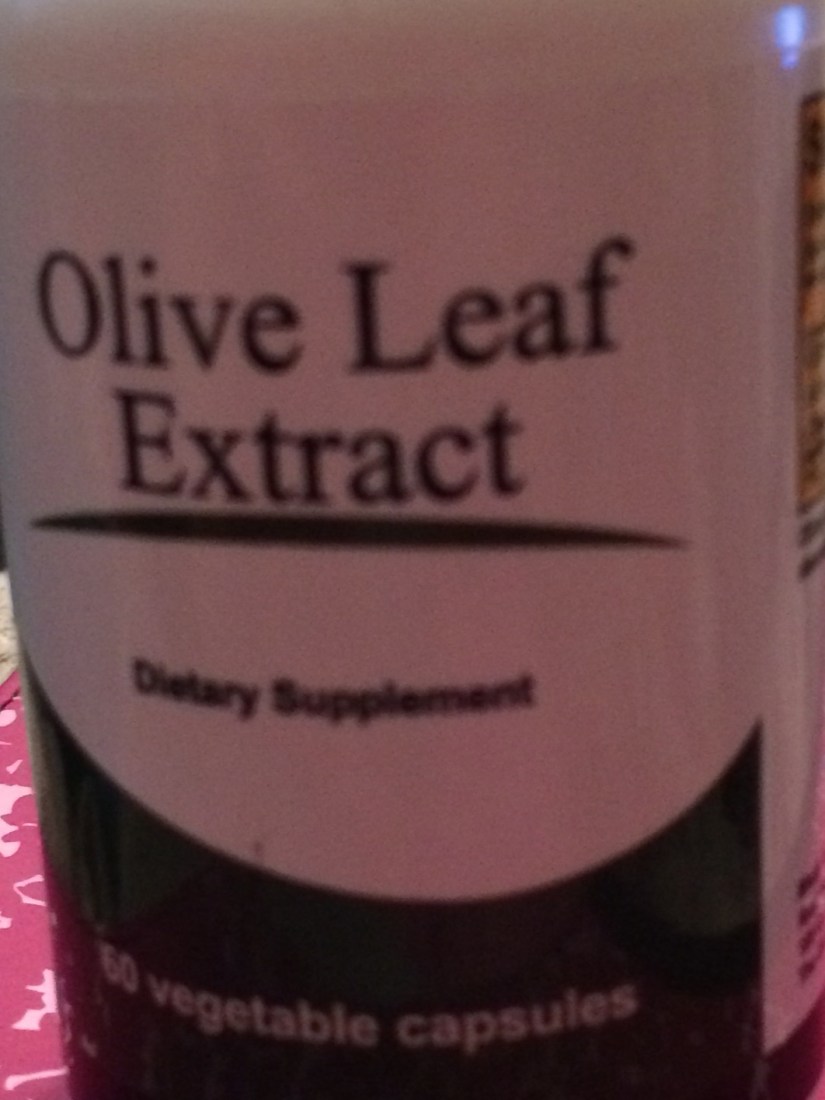 Olive Leaf
Extract
Dietary Supplement
60 vegetable capsules